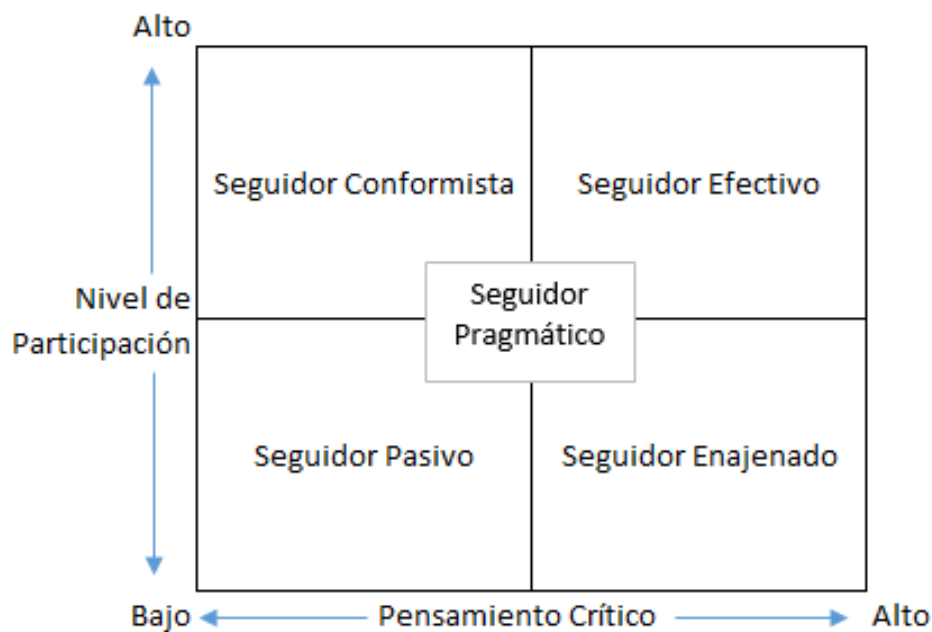 Alto
Seguidor Conformista
Seguidor Efectivo
Nivel de
Participación
Seguidor
Pragmático
Seguidor Pasivo
Seguidor Enajenado
Bajo
Pensamiento Crítico
Alto